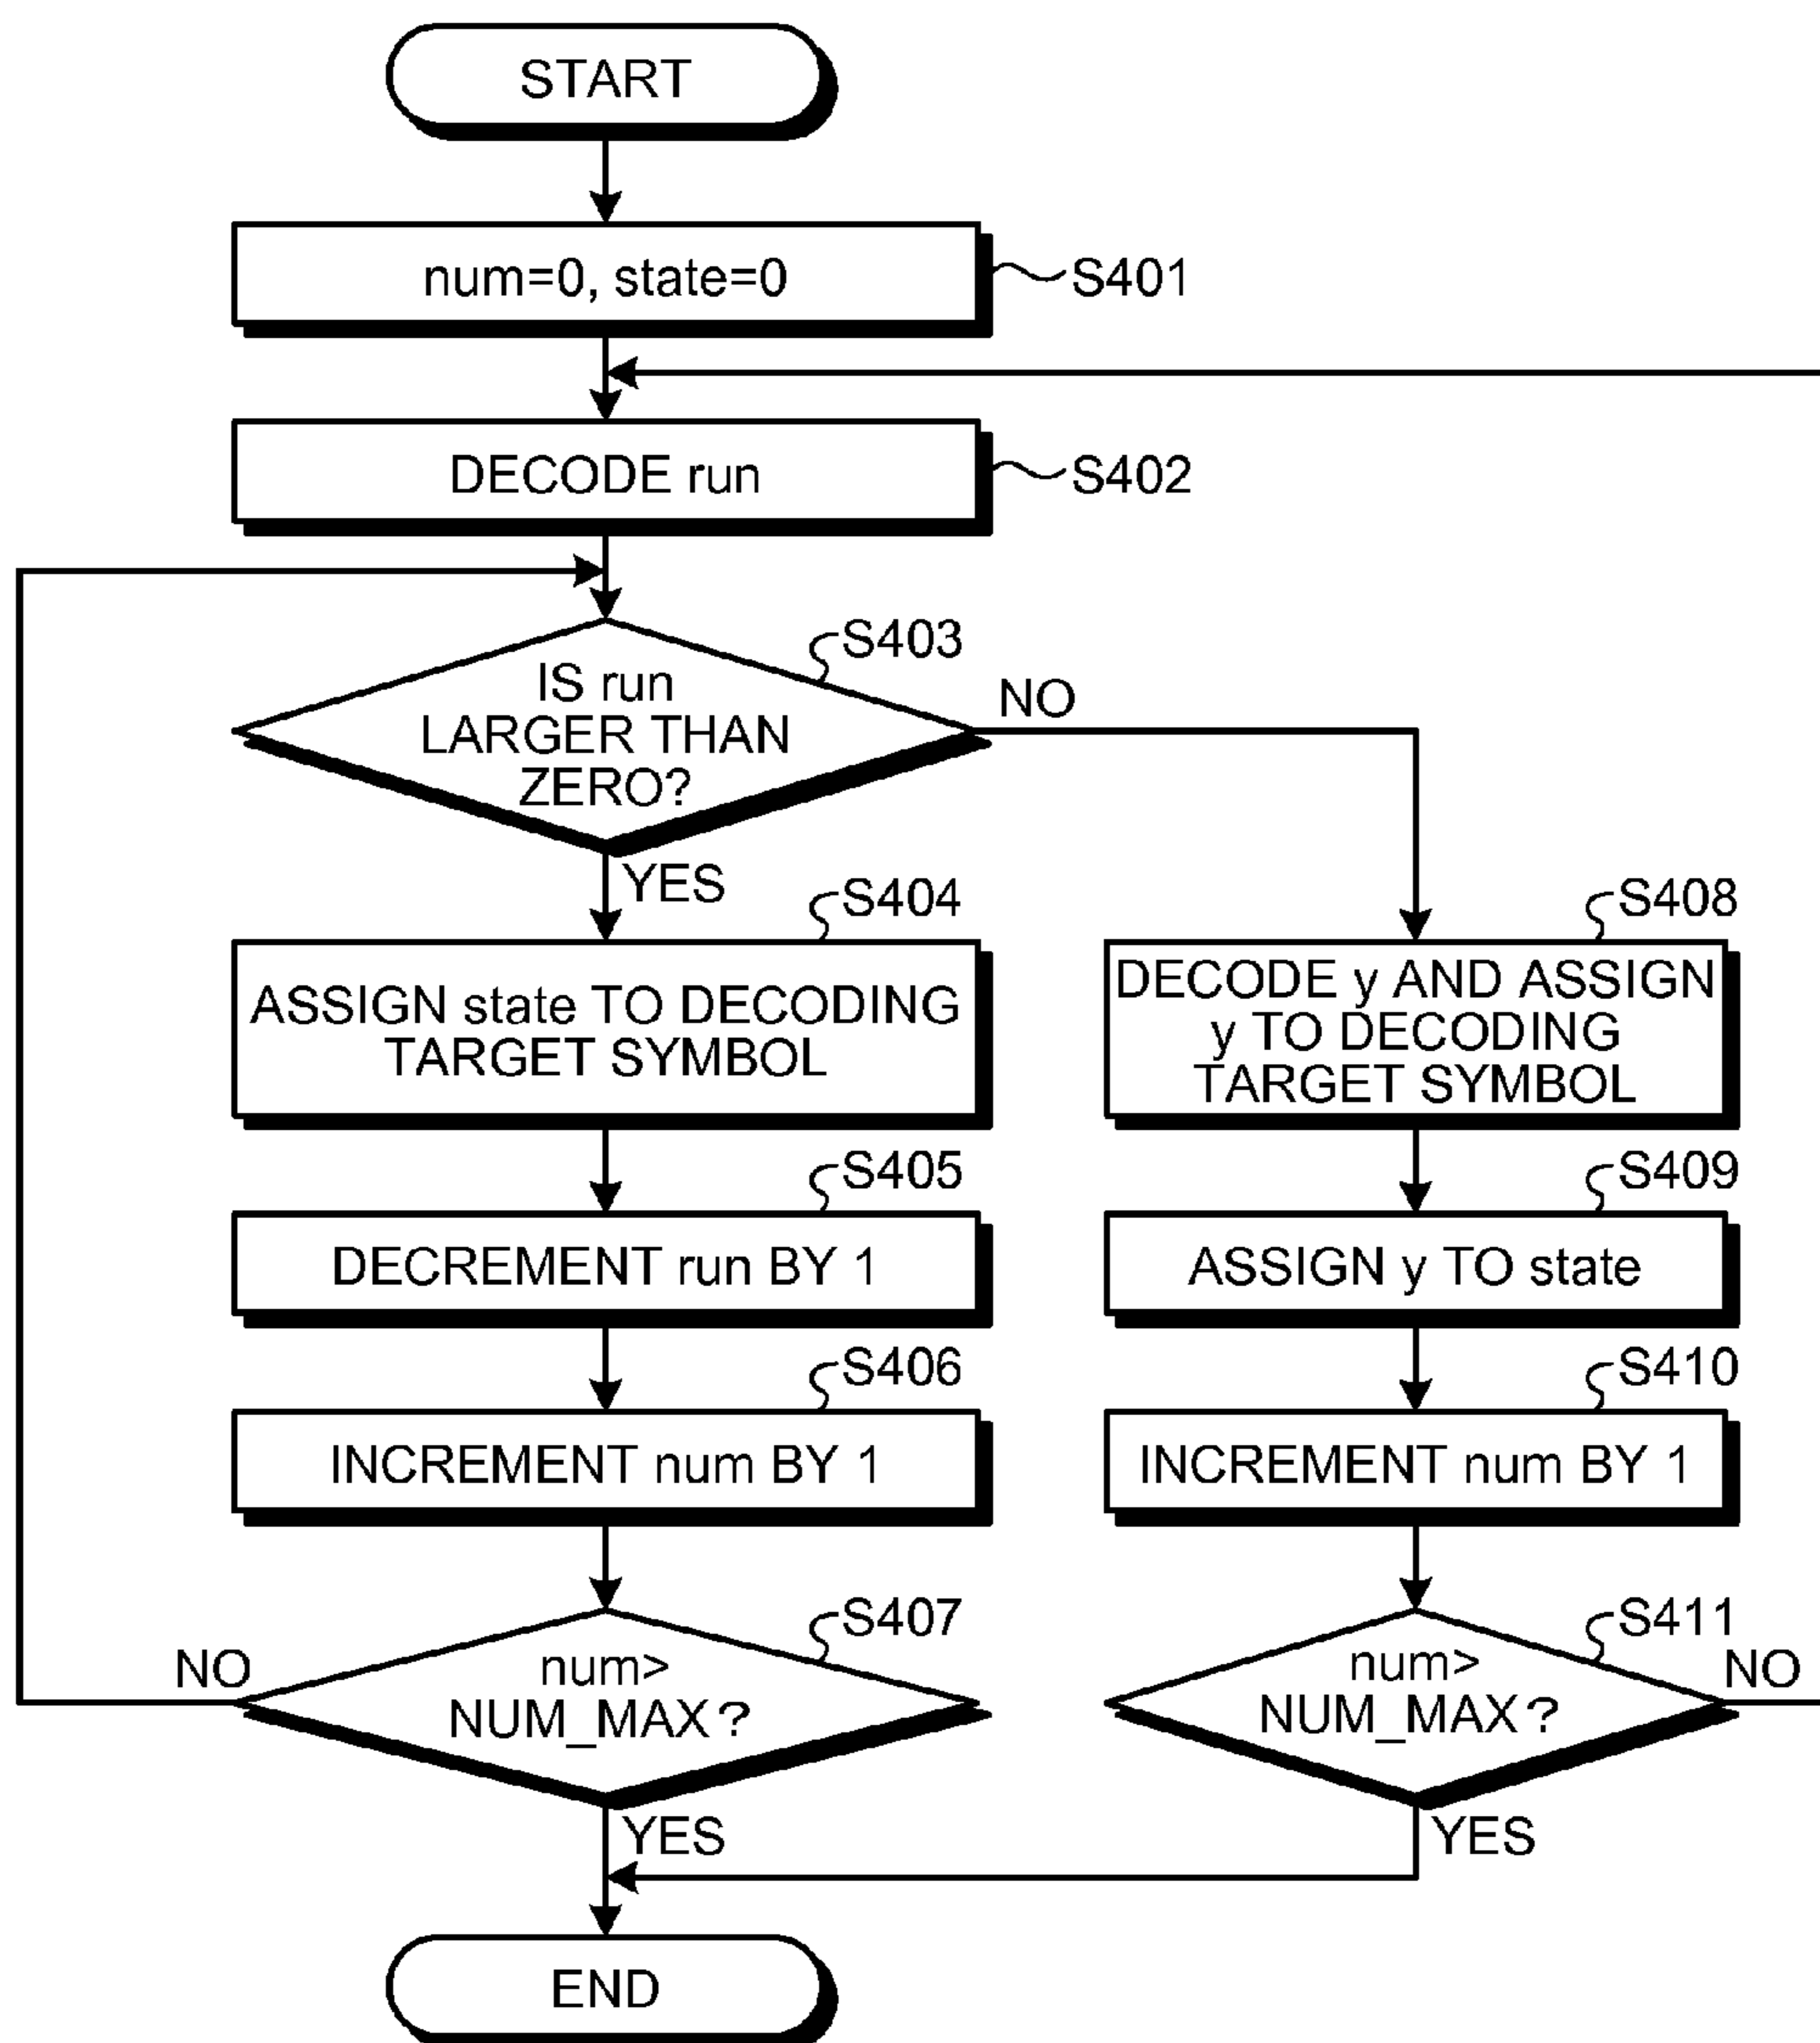 START
num=0, state=0
S401
DECODE run
S402
S403
IS run
LARGER THAN
ZERO?
NO
YES
S404
ASSIGN state TO DECODING
TARGET SYMBOL
S408
DECODE y AND ASSIGN
y TO DECODING
TARGET SYMBOL
S405
DECREMENT run BY 1
S409
ASSIGN y TO state
S406
INCREMENT num BY 1
S410
INCREMENT num BY 1
S407
num>
NUM_MAX?
NO
YES
S411
num>
NUM_MAX?
NO
YES
END